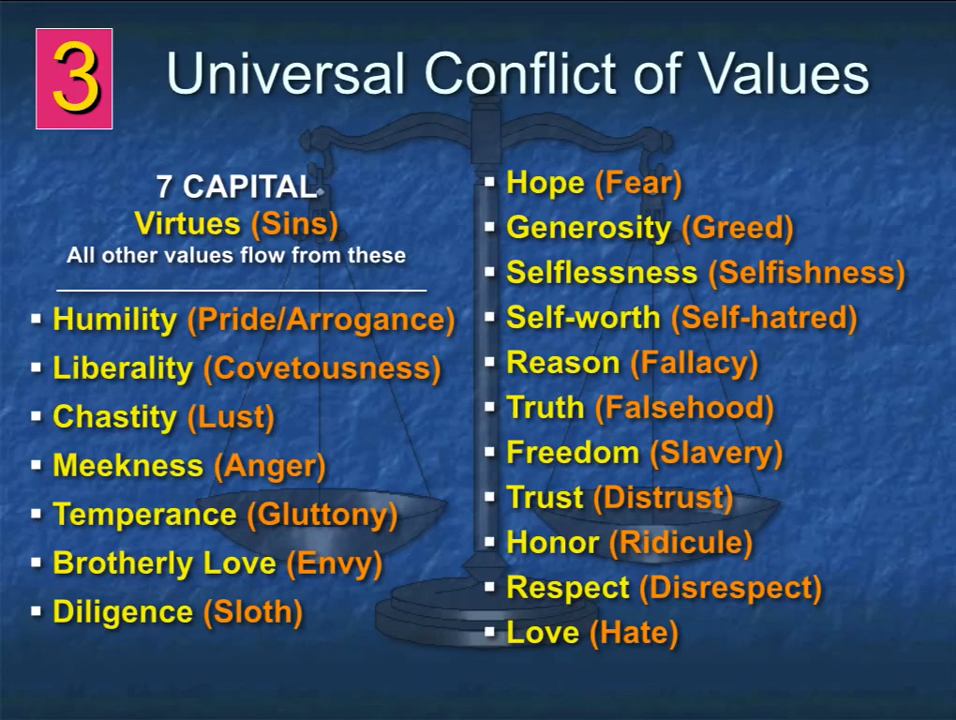 3
Universal Conflict of Values
7 CAPITAL
Virtues (Sins)
All other values flow from these
▪ Humility (Pride/Arrogance)
▪ Liberality (Covetousness)
▪ Chastity (Lust)
▪ Meekness (Anger)
▪ Temperance (Gluttony)
▪ Brotherly Love (Envy)
▪ Diligence (Sloth)
▪ Hope (Fear)
▪ Generosity (Greed)
▪ Selflessness (Selfishness)
▪ Self-worth (Self-hatred)
▪ Reason (Fallacy)
▪ Truth (Falsehood)
▪ Freedom (Slavery)
▪ Trust (Distrust)
▪ Honor (Ridicule)
▪ Respect (Disrespect)
▪ Love (Hate)